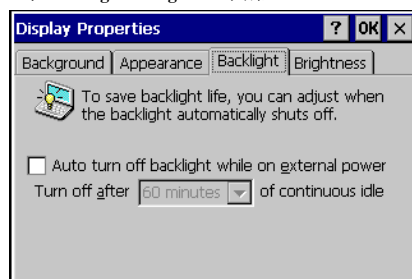 Display Properties ? OK ×
Background Appearance Backlight Brightness
To save backlight life, you can adjust when
the backlight automatically shuts off.
Auto turn off backlight while on external power
Turn off after 60 minutes of continuous idle